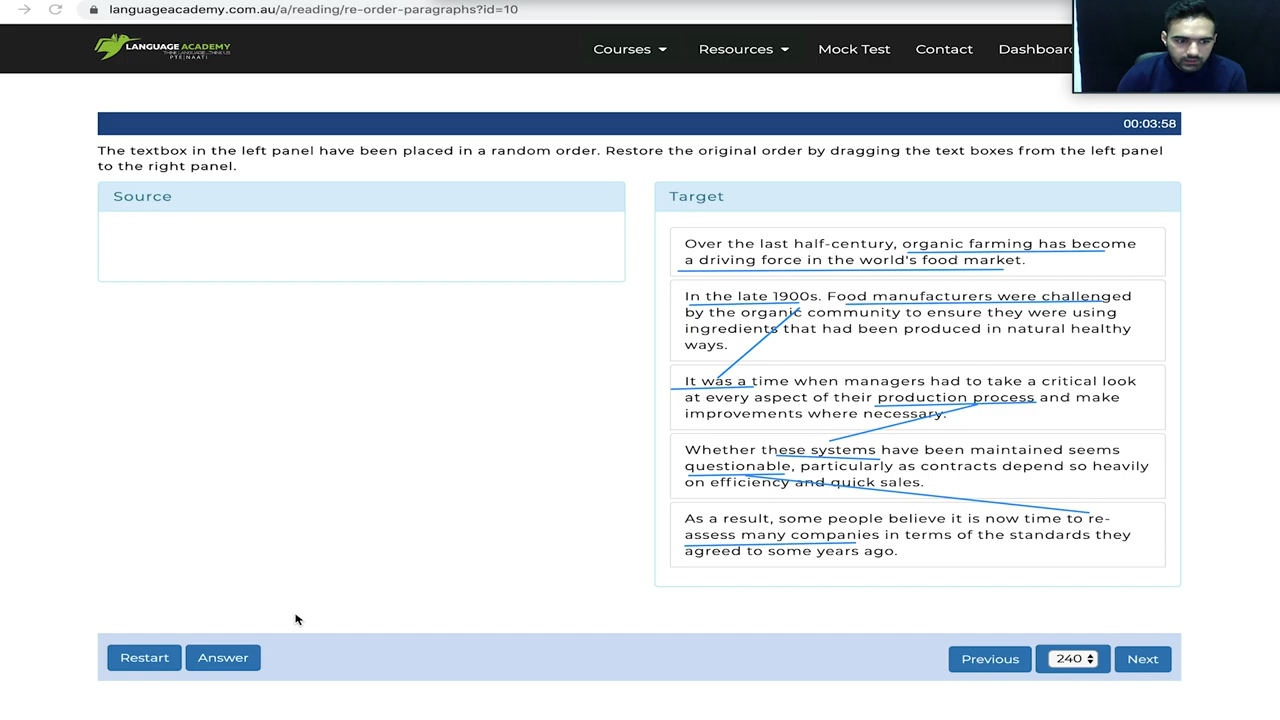 languageacademy.com.au/a/reading/re-order-paragraphs?id=10
LANGUAGE ACADEMY
THINK LANGUAGE - THINK US
PTE|NAATI
Courses Resources Mock Test Contact Dashboard
00:03:58
The textbox in the left panel have been placed in a random order. Restore the original order by dragging the text boxes from the left panel
to the right panel.
Source
Target
Over the last half-century, organic farming has become
a driving force in the world's food market.
In the late 1900s. Food manufacturers were challenged
by the organic community to ensure they were using
ingredients that had been produced in natural healthy
ways.
It was a time when managers had to take a critical look
at every aspect of their production process and make
improvements where necessary.
Whether these systems have been maintained seems
questionable, particularly as contracts depend so heavily
on efficiency and quick sales.
As a result, some people believe it is now time to re-
assess many companies in terms of the standards they
agreed to some years ago.
Restart Answer
Previous 240 Next